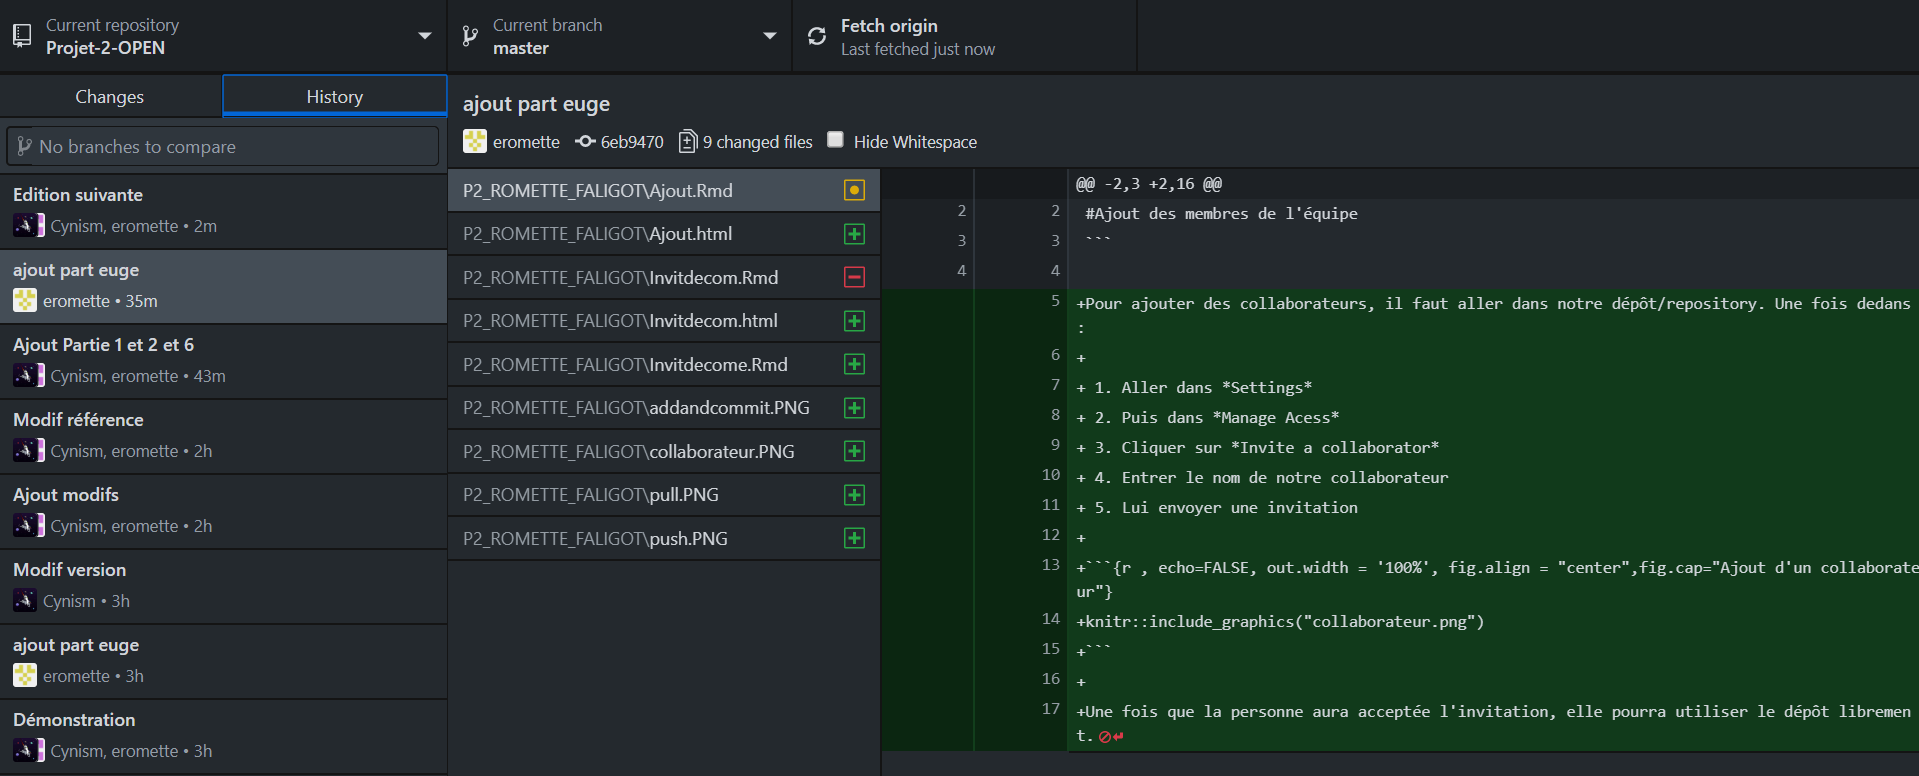 Current repository
Projet-2-OPEN
Current branch
master
Fetch origin
Last fetched just now
Changes
History
No branches to compare
Edition suivante
Cynism, eromette • 2m
ajout part euge
eromette • 35m
Ajout Partie 1 et 2 et 6
Cynism, eromette • 43m
Modif référence
Cynism, eromette • 2h
Ajout modifs
Cynism, eromette • 2h
Modif version
Cynism • 3h
ajout part euge
eromette • 3h
Démonstration
Cynism, eromette • 3h
ajout part euge
eromette 6eb9470 9 changed files Hide Whitespace
P2_ROMETTE_FALIGOT\Ajout.Rmd
P2_ROMETTE_FALIGOT\Ajout.html
P2_ROMETTE_FALIGOT\Invitdecom.Rmd
P2_ROMETTE_FALIGOT\Invitdecom.html
P2_ROMETTE_FALIGOT\Invitdecome.Rmd
P2_ROMETTE_FALIGOT\addandcommit.PNG
P2_ROMETTE_FALIGOT\collaborateur.PNG
P2_ROMETTE_FALIGOT\pull.PNG
P2_ROMETTE_FALIGOT\push.PNG
@@ -2,3 +2,16 @@
2 2 #Ajout des membres de l'équipe
3 3 ```
4 4
5 +Pour ajouter des collaborateurs, il faut aller dans notre dépôt/repository. Une fois dedans
:
6 +
7 + 1. Aller dans *Settings*
8 + 2. Puis dans *Manage Acess*
9 + 3. Cliquer sur *Invite a collaborator*
10 + 4. Entrer le nom de notre collaborateur
11 + 5. Lui envoyer une invitation
12 +
13 +```{r , echo=FALSE, out.width = '100%', fig.align = "center",fig.cap="Ajout d'un collaborate
ur"}
14 +knitr::include_graphics("collaborateur.png")
15 +```
16 +
17 +Une fois que la personne aura acceptée l'invitation, elle pourra utiliser le dépôt libremen
t.